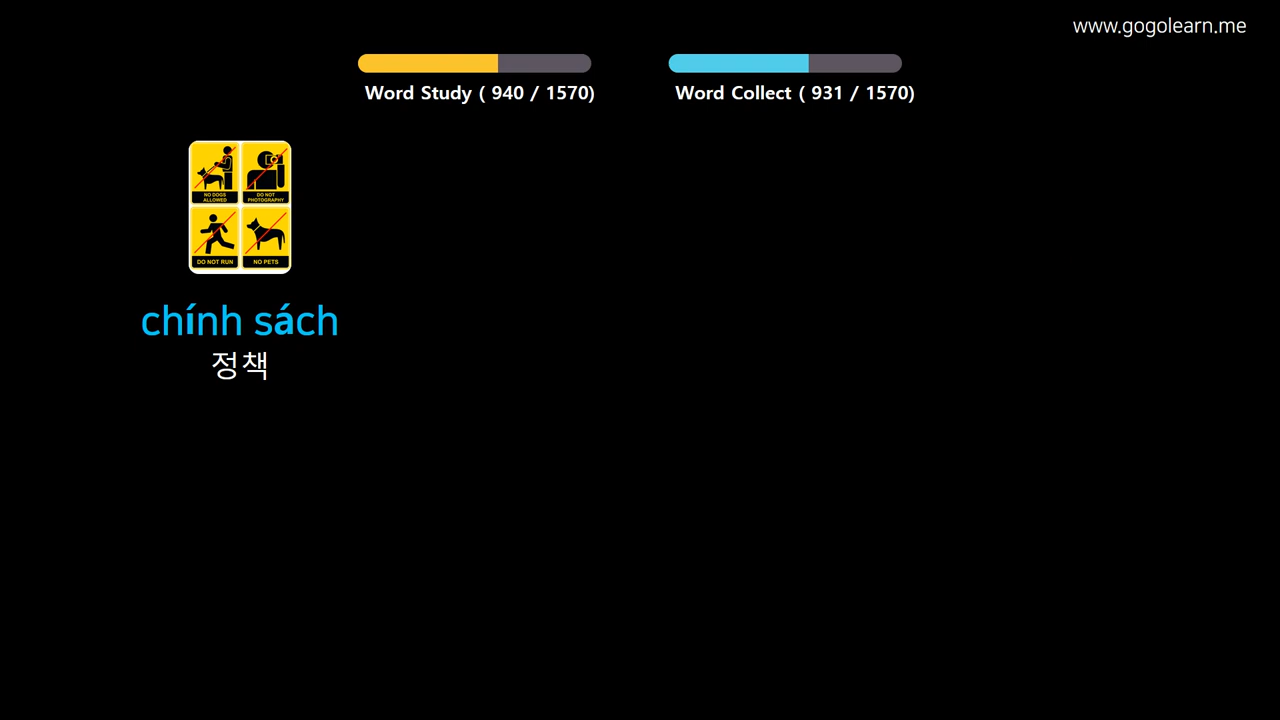 www.gogolearn.me
Word Study ( 940 / 1570)
Word Collect ( 931 / 1570)
NO DOGS
ALLOWED
DO NOT
PHOTOGRAPHY
DO NOT RUN
NO PETS
chính sách
정책